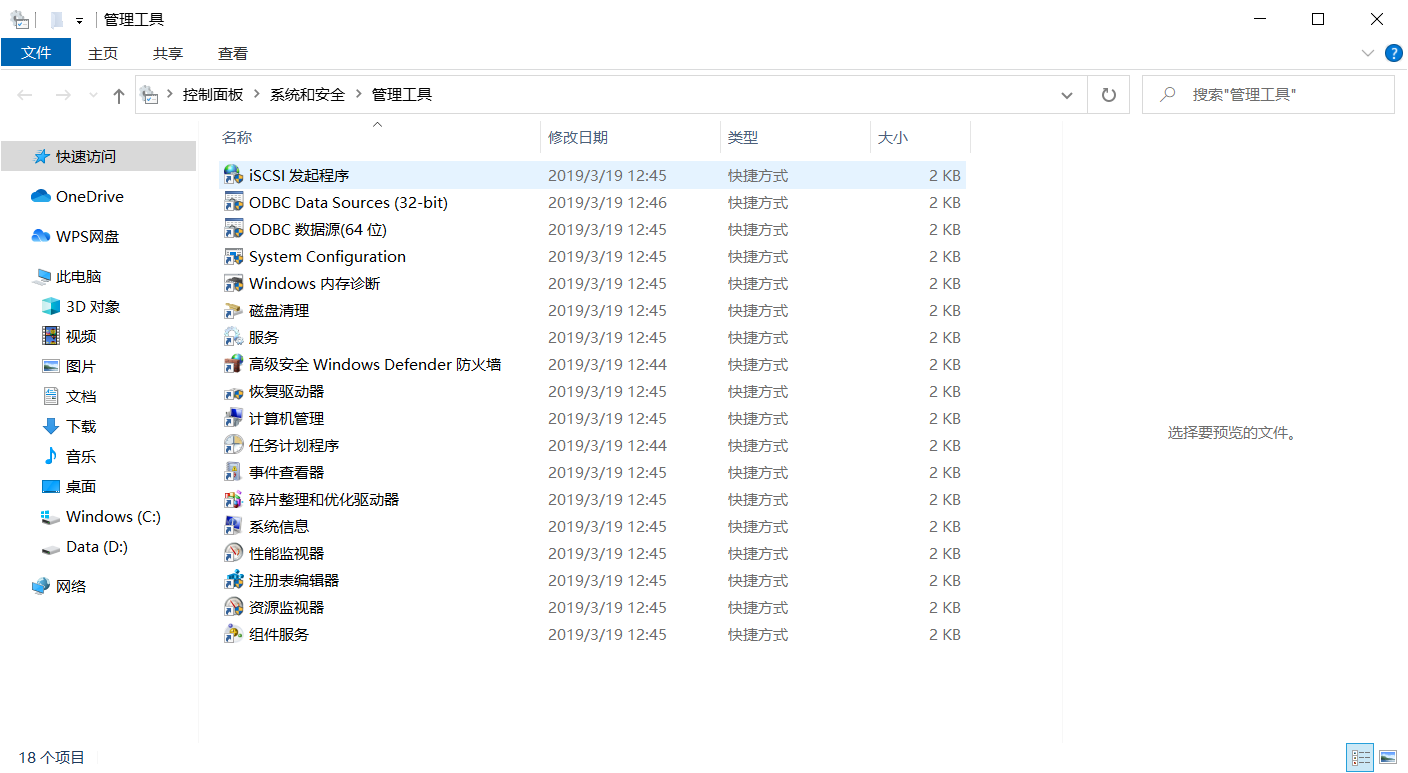 管理工具
文件 主页 共享 查看
控制面板 系统和安全 管理工具 搜索"管理工具"
名称 修改日期 类型 大小
快速访问
OneDrive
WPS网盘
此电脑
3D 对象
视频
图片
文档
下载
音乐
桌面
Windows (C:)
Data (D:)
网络
iSCSI 发起程序 2019/3/19 12:45 快捷方式 2 KB
ODBC Data Sources (32-bit) 2019/3/19 12:46 快捷方式 2 KB
ODBC 数据源(64 位) 2019/3/19 12:45 快捷方式 2 KB
System Configuration 2019/3/19 12:45 快捷方式 2 KB
Windows 内存诊断 2019/3/19 12:45 快捷方式 2 KB
磁盘清理 2019/3/19 12:45 快捷方式 2 KB
服务 2019/3/19 12:45 快捷方式 2 KB
高级安全 Windows Defender 防火墙 2019/3/19 12:44 快捷方式 2 KB
恢复驱动器 2019/3/19 12:45 快捷方式 2 KB
计算机管理 2019/3/19 12:45 快捷方式 2 KB
任务计划程序 2019/3/19 12:44 快捷方式 2 KB
事件查看器 2019/3/19 12:45 快捷方式 2 KB
碎片整理和优化驱动器 2019/3/19 12:45 快捷方式 2 KB
系统信息 2019/3/19 12:45 快捷方式 2 KB
性能监视器 2019/3/19 12:45 快捷方式 2 KB
注册表编辑器 2019/3/19 12:45 快捷方式 2 KB
资源监视器 2019/3/19 12:45 快捷方式 2 KB
组件服务 2019/3/19 12:45 快捷方式 2 KB
选择要预览的文件。
18 个项目